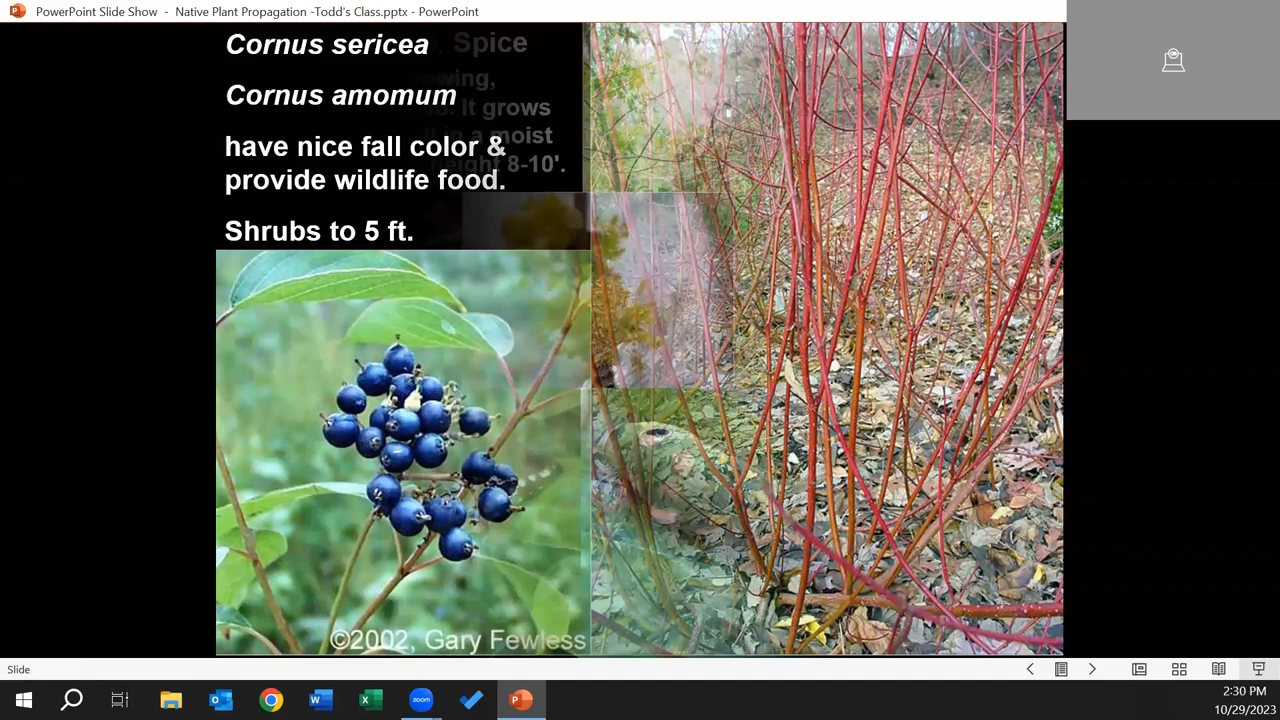 PowerPoint Slide Show - Native Plant Propagation -Todd's Class.pptx - PowerPoint
Cornus sericea
Spice
Cornus amomum
It grows
in a moist
have nice fall color &
height 8-10'.
provide wildlife food.
Shrubs to 5 ft.
©2002, Gary Fewless
Slide
2:30 PM
10/29/2023